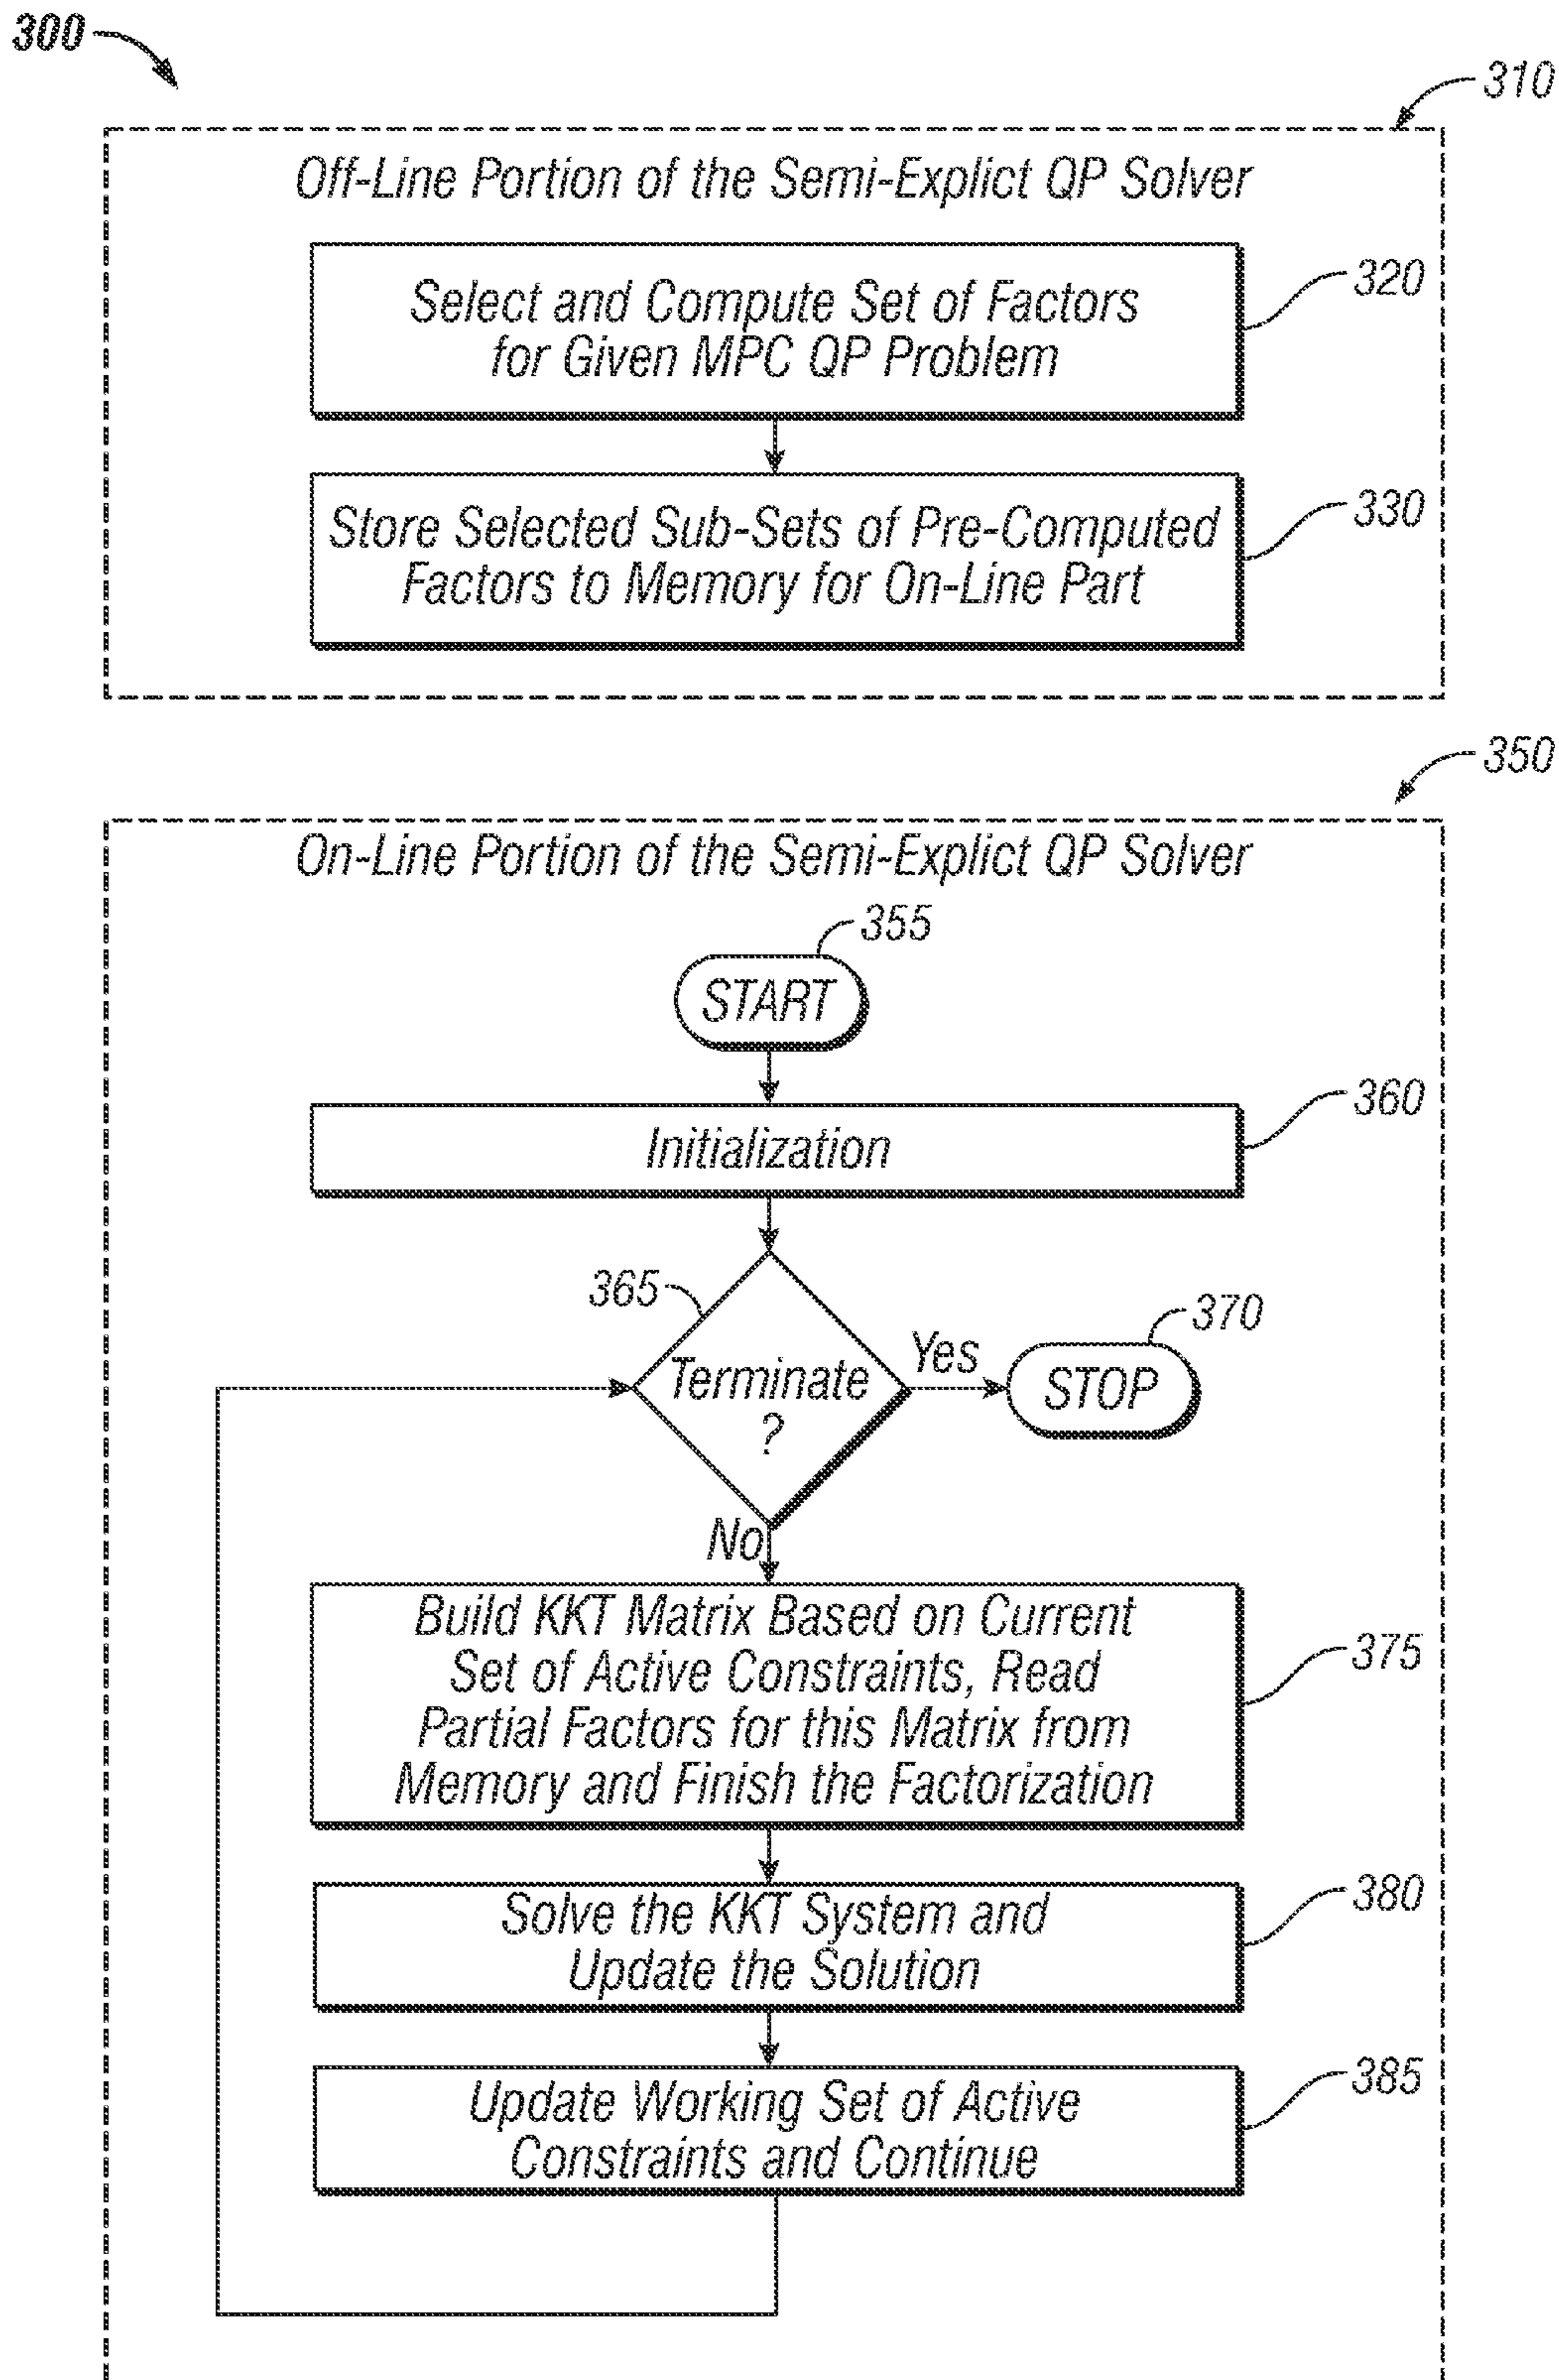 300
310
Off-Line Portion of the Semi-Explict QP Solver
Select and Compute Set of Factors
for Given MPC QP Problem
320
Store Selected Sub-Sets of Pre-Computed
Factors to Memory for On-Line Part
330
350
On-Line Portion of the Semi-Explict QP Solver
355
START
Initialization
360
365
Terminate
?
Yes
370
STOP
No
Build KKT Matrix Based on Current
Set of Active Constraints, Read
Partial Factors for this Matrix from
Memory and Finish the Factorization
375
Solve the KKT System and
Update the Solution
380
Update Working Set of Active
Constraints and Continue
385